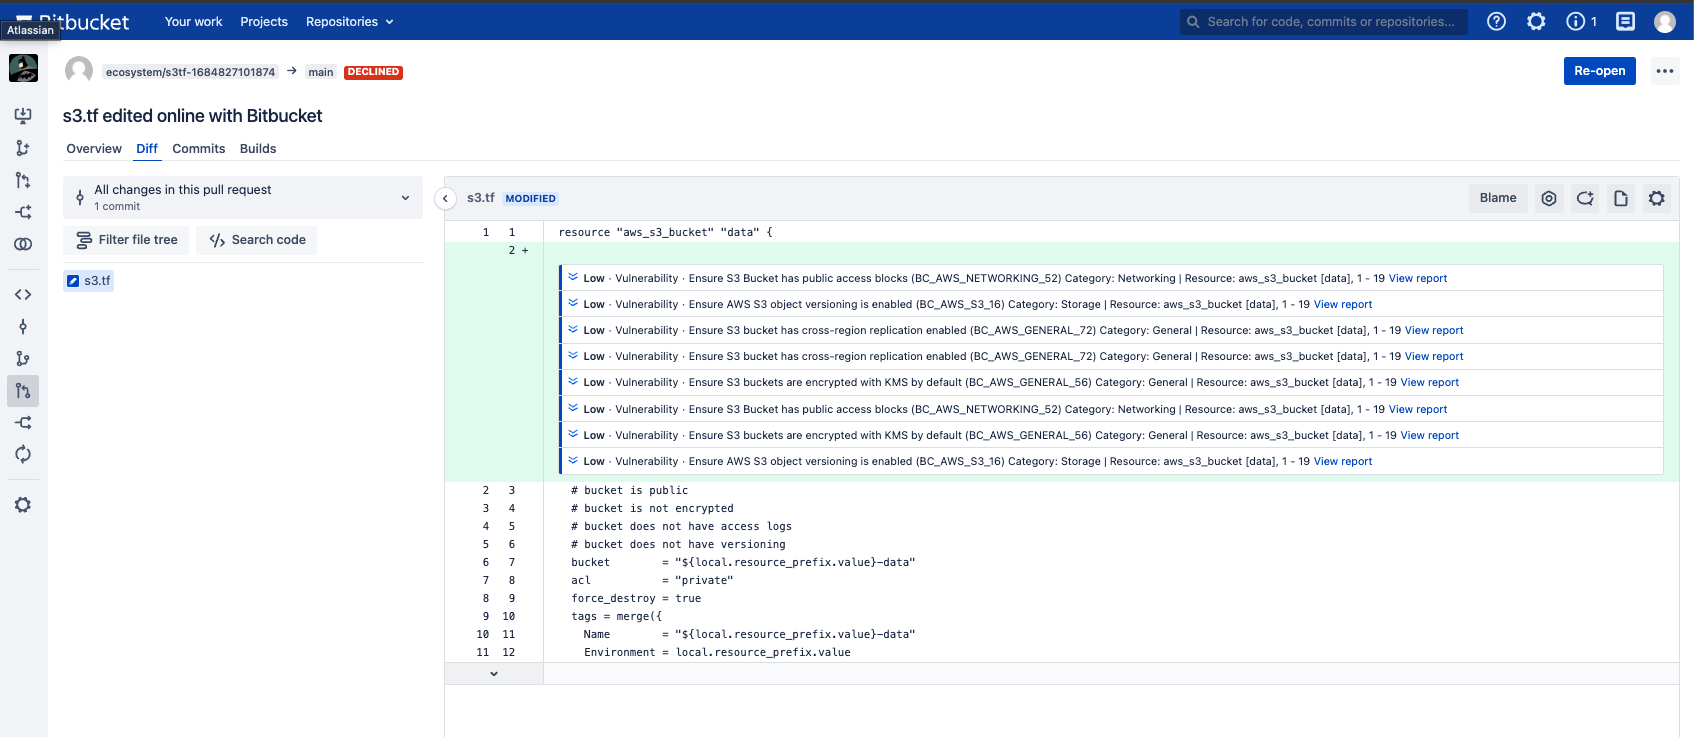 Bitbucket
Your work Projects Repositories
Search for code, commits or repositories...
1
Atlassian
ecosystem/s3tf-1684827101874 → main DECLINED
Re-open
s3.tf edited online with Bitbucket
Overview Diff Commits Builds
All changes in this pull request
1 commit
Filter file tree
Search code
s3.tf
s3.tf MODIFIED
Blame
1 1 resource "aws_s3_bucket" "data" {
2 +
Low · Vulnerability · Ensure S3 Bucket has public access blocks (BC_AWS_NETWORKING_52) Category: Networking | Resource: aws_s3_bucket [data], 1 - 19 View report
Low · Vulnerability · Ensure AWS S3 object versioning is enabled (BC_AWS_S3_16) Category: Storage | Resource: aws_s3_bucket [data], 1 - 19 View report
Low · Vulnerability · Ensure S3 bucket has cross-region replication enabled (BC_AWS_GENERAL_72) Category: General | Resource: aws_s3_bucket [data], 1 - 19 View report
Low · Vulnerability · Ensure S3 bucket has cross-region replication enabled (BC_AWS_GENERAL_72) Category: General | Resource: aws_s3_bucket [data], 1 - 19 View report
Low · Vulnerability · Ensure S3 buckets are encrypted with KMS by default (BC_AWS_GENERAL_56) Category: General | Resource: aws_s3_bucket [data], 1 - 19 View report
Low · Vulnerability · Ensure S3 Bucket has public access blocks (BC_AWS_NETWORKING_52) Category: Networking | Resource: aws_s3_bucket [data], 1 - 19 View report
Low · Vulnerability · Ensure S3 buckets are encrypted with KMS by default (BC_AWS_GENERAL_56) Category: General | Resource: aws_s3_bucket [data], 1 - 19 View report
Low · Vulnerability · Ensure AWS S3 object versioning is enabled (BC_AWS_S3_16) Category: Storage | Resource: aws_s3_bucket [data], 1 - 19 View report
2 3 # bucket is public
3 4 # bucket is not encrypted
4 5 # bucket does not have access logs
5 6 # bucket does not have versioning
6 7 bucket        = "${local.resource_prefix.value}-data"
7 8 acl           = "private"
8 9 force_destroy = true
9 10 tags = merge({
10 11 Name        = "${local.resource_prefix.value}-data"
11 12 Environment = local.resource_prefix.value